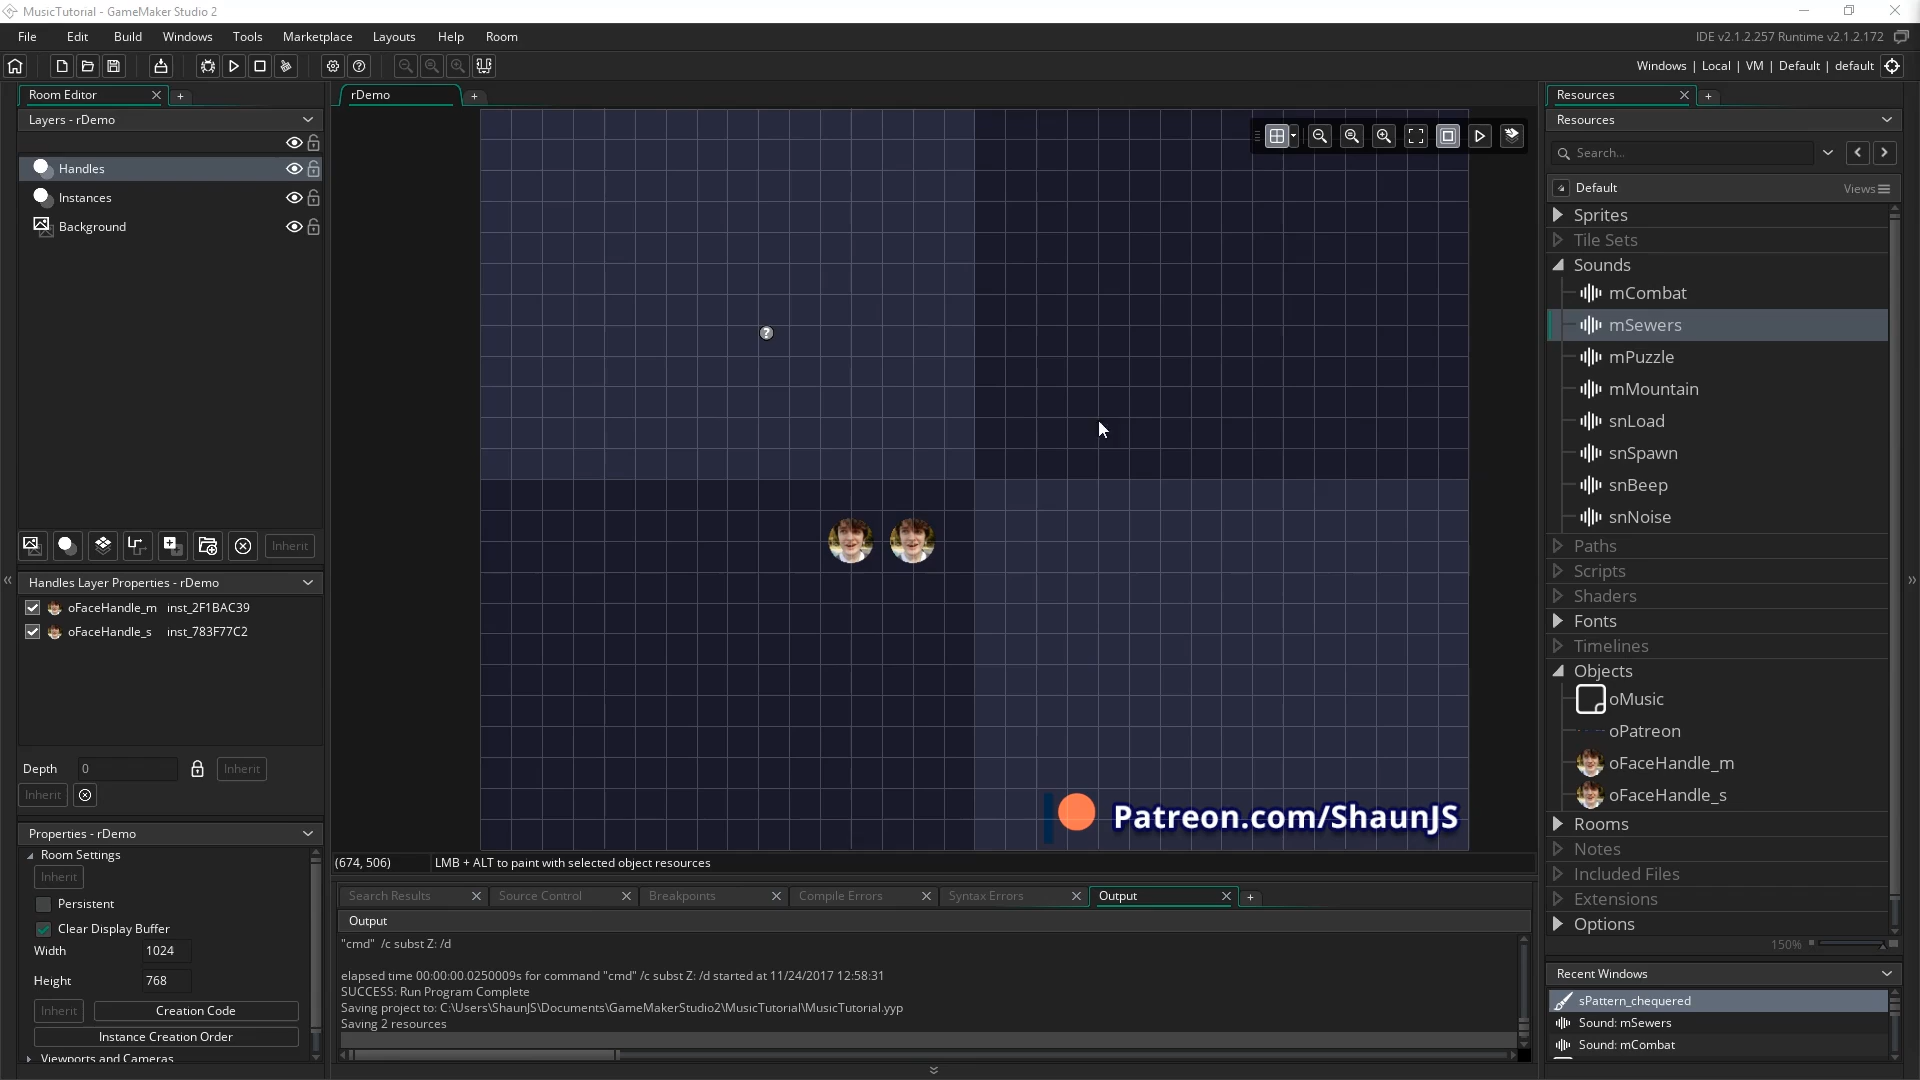 MusicTutorial - GameMaker Studio 2
File Edit Build Windows Tools Marketplace Layouts Help Room
IDE v2.1.2.257 Runtime v2.1.2.172
Windows | Local | VM | Default | default
Room Editor
Layers - rDemo
Handles
Instances
Background
Inherit
Handles Layer Properties - rDemo
oFaceHandle_m inst_2F1BAC39
oFaceHandle_s inst_783F77C2
Depth 0 Inherit
Inherit
Properties - rDemo
Room Settings
Inherit
Persistent
Clear Display Buffer
Width 1024
Height 768
Inherit Creation Code
Instance Creation Order
Viewports and Cameras
rDemo
?
Patreon.com/ShaunJS
(674, 506) LMB + ALT to paint with selected object resources
Search Results Source Control Breakpoints Compile Errors Syntax Errors Output
Output
"cmd" /c subst Z: /d
elapsed time 00:00:00.0250009s for command "cmd" /c subst Z: /d started at 11/24/2017 12:58:31
SUCCESS: Run Program Complete
Saving project to: C:\Users\ShaunJS\Documents\GameMakerStudio2\MusicTutorial\MusicTutorial.yyp
Saving 2 resources
Resources
Resources
Search...
Default Views
Sprites
Tile Sets
Sounds
mCombat
mSewers
mPuzzle
mMountain
snLoad
snSpawn
snBeep
snNoise
Paths
Scripts
Shaders
Fonts
Timelines
Objects
oMusic
oPatreon
oFaceHandle_m
oFaceHandle_s
Rooms
Notes
Included Files
Extensions
Options
150%
Recent Windows
sPattern_chequered
Sound: mSewers
Sound: mCombat